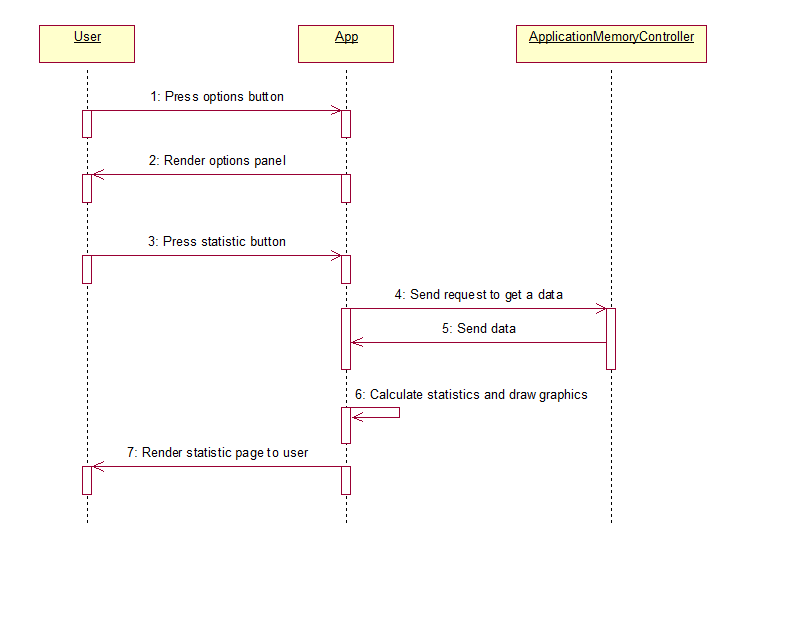 User
App
ApplicationMemoryController
1: Press options button
2: Render options panel
3: Press statistic button
4: Send request to get a data
5: Send data
6: Calculate statistics and draw graphics
7: Render statistic page to user